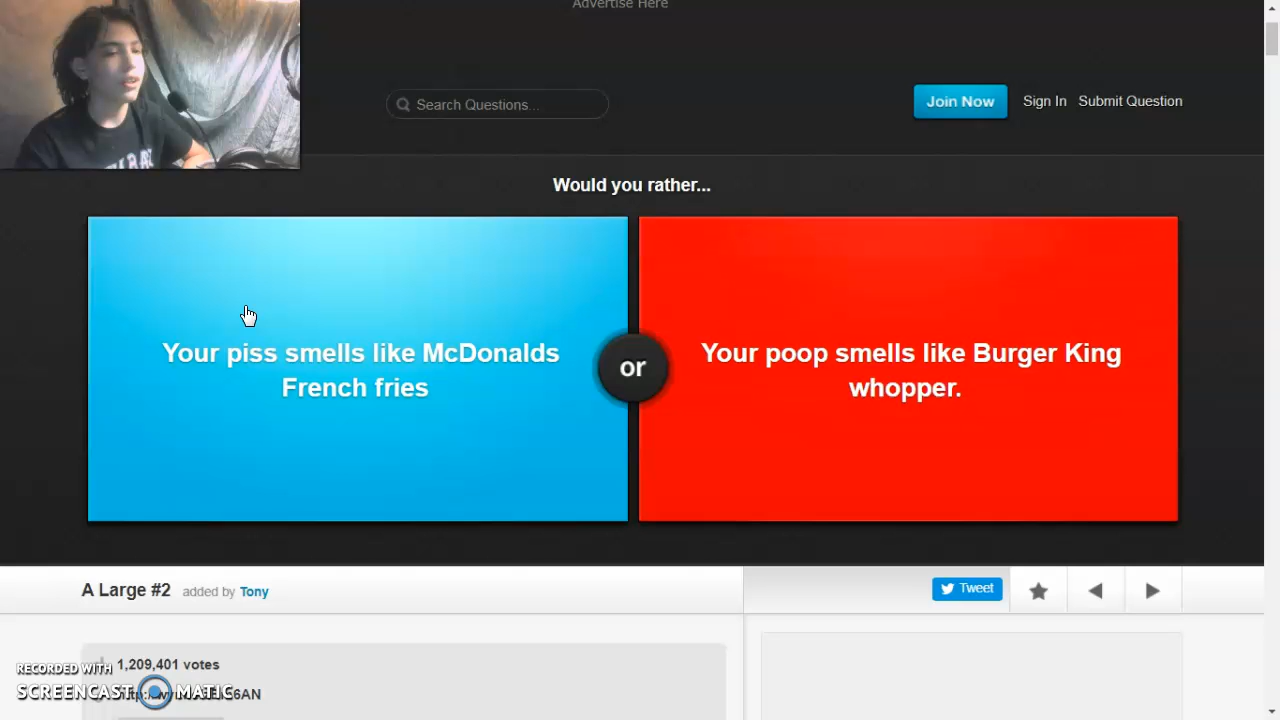 Advertise Here
Search Questions...
Join Now
Sign In
Submit Question
Would you rather...
Your piss smells like McDonalds
French fries
or
Your poop smells like Burger King
whopper.
A Large #2
added by Tony
Tweet
1,209,401 votes
RECORDED WITH
SCREENCAST MATIC